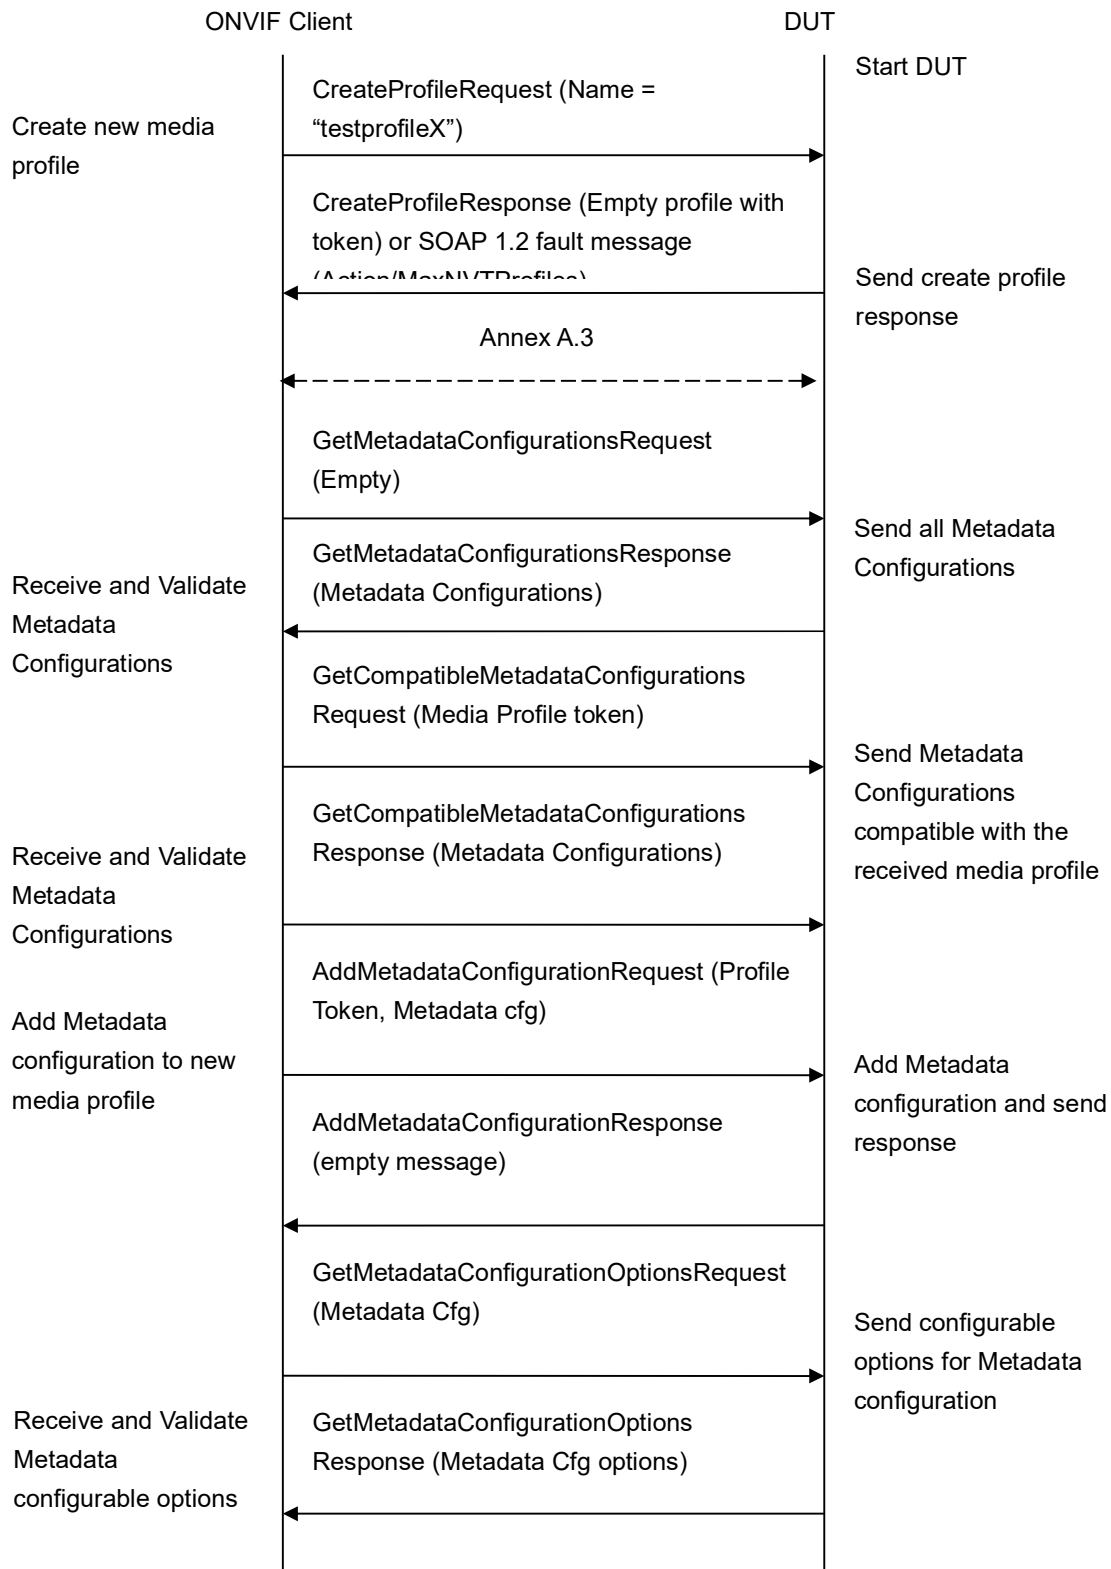 ONVIF Client
DUT
Start DUT
CreateProfileRequest (Name =
“testprofileX”)
Create new media
profile
CreateProfileResponse (Empty profile with
token) or SOAP 1.2 fault message
(Action/MaxNVTProfiles)
Send create profile
response
Annex A.3
GetMetadataConfigurationsRequest
(Empty)
Send all Metadata
Configurations
GetMetadataConfigurationsResponse
(Metadata Configurations)
Receive and Validate
Metadata
Configurations
GetCompatibleMetadataConfigurations
Request (Media Profile token)
Send Metadata
Configurations
compatible with the
received media profile
GetCompatibleMetadataConfigurations
Response (Metadata Configurations)
Receive and Validate
Metadata
Configurations
AddMetadataConfigurationRequest (Profile
Token, Metadata cfg)
Add Metadata
configuration to new
media profile
Add Metadata
configuration and send
response
AddMetadataConfigurationResponse
(empty message)
GetMetadataConfigurationOptionsRequest
(Metadata Cfg)
Send configurable
options for Metadata
configuration
GetMetadataConfigurationOptions
Response (Metadata Cfg options)
Receive and Validate
Metadata
configurable options